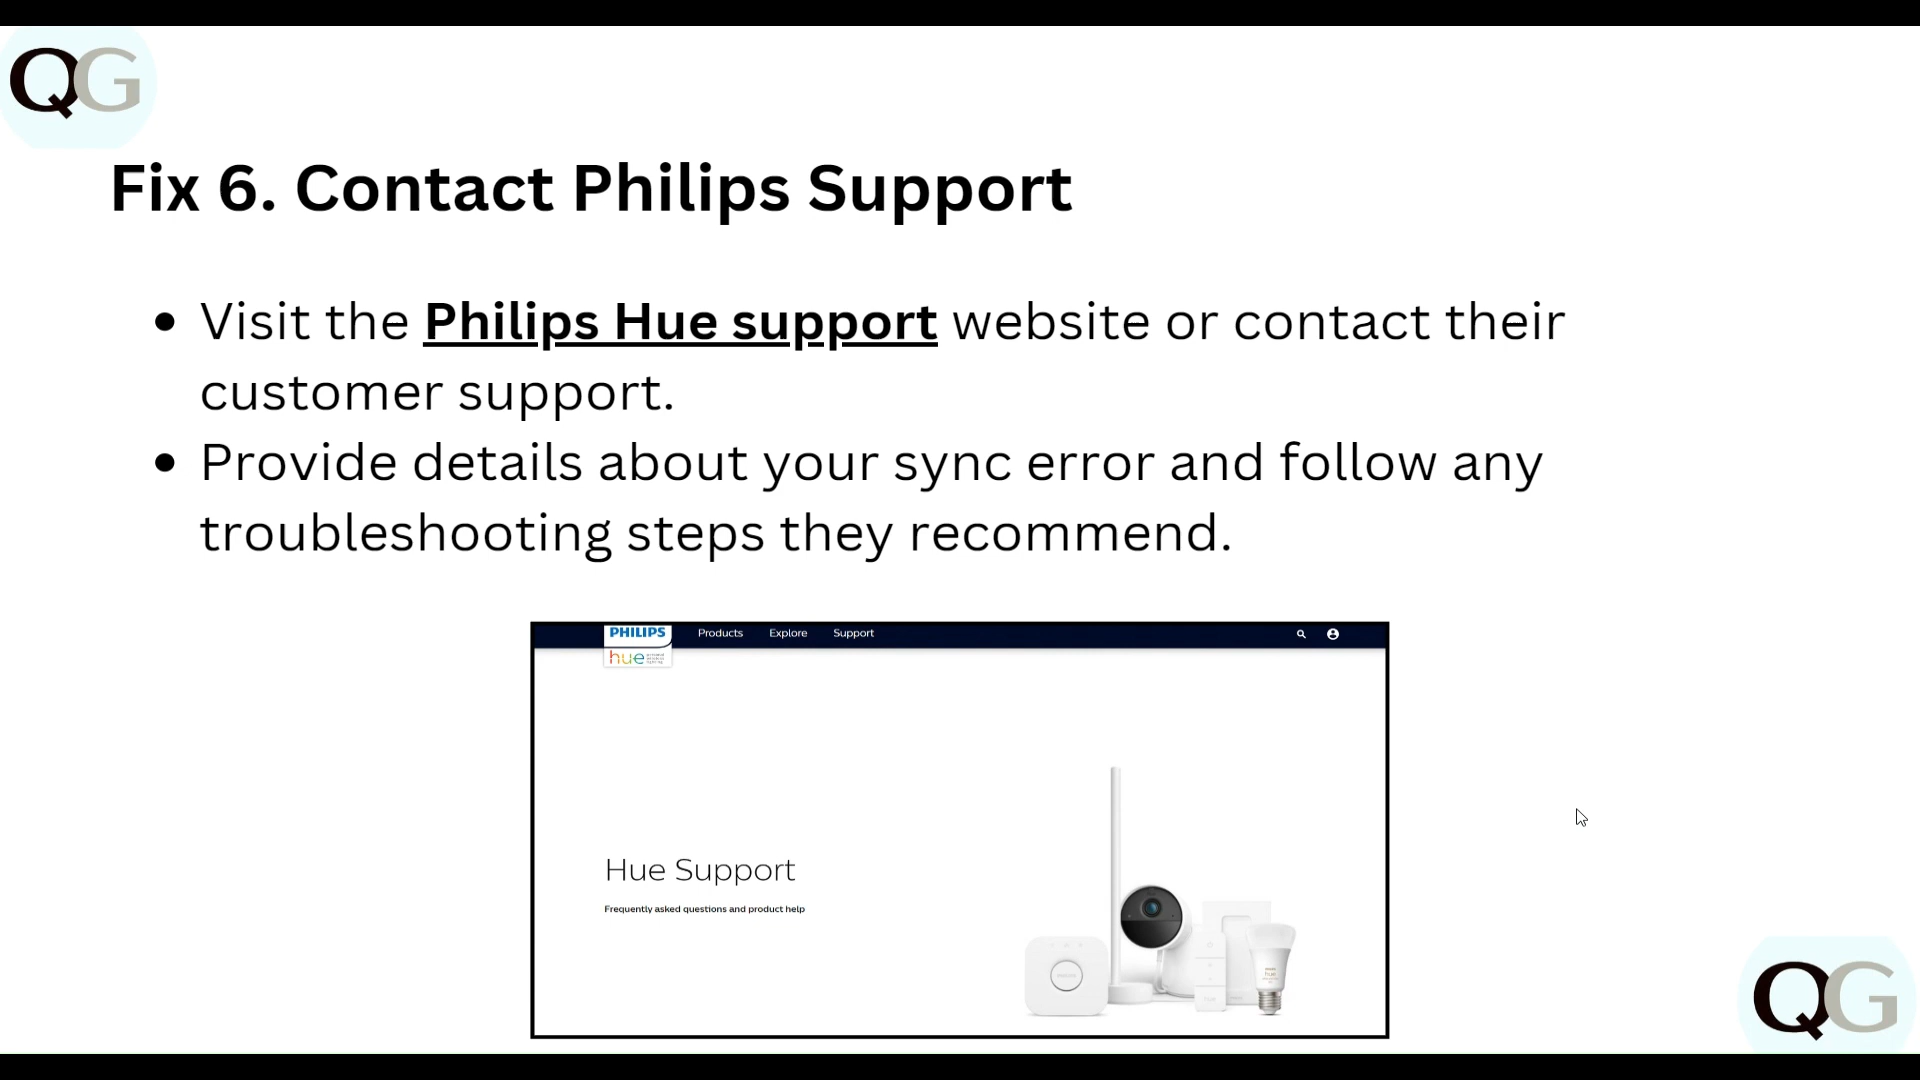 QG
Fix 6. Contact Philips Support
Visit the Philips Hue support website or contact their
customer support.
Provide details about your sync error and follow any
troubleshooting steps they recommend.
PHILIPS Products Explore Support
hue
Hue Support
Frequently asked questions and product help
QG